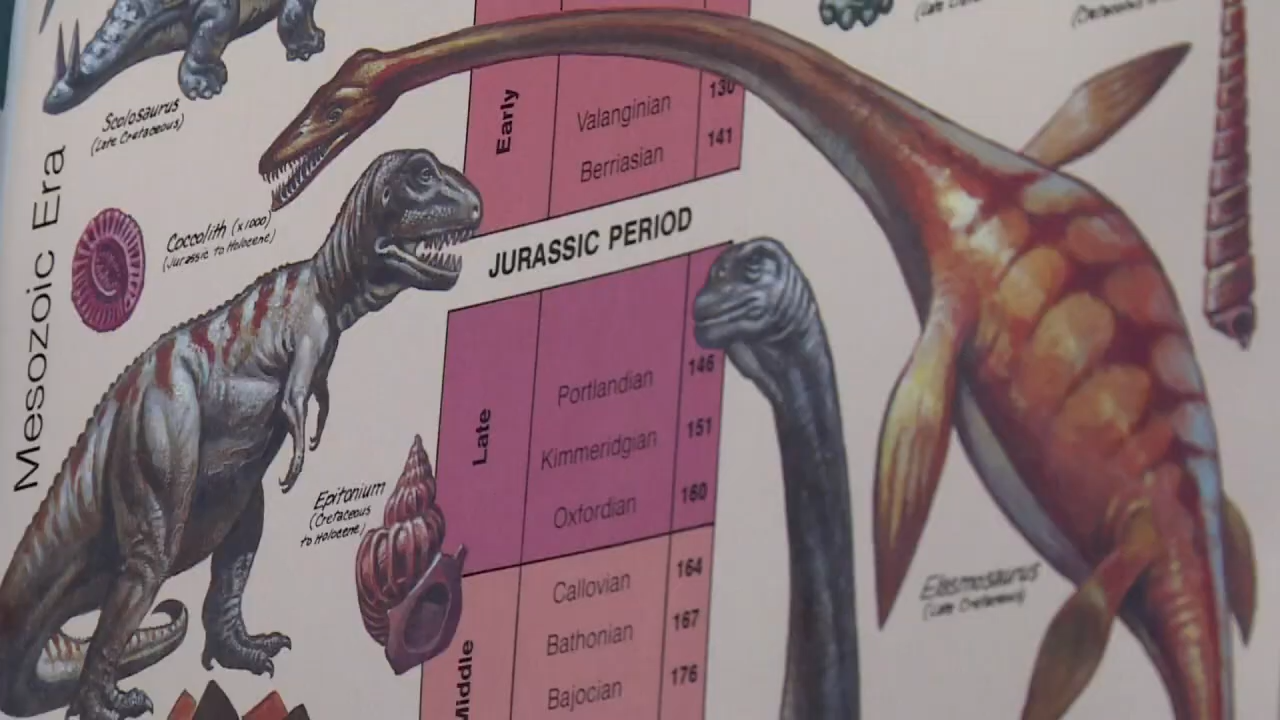 Scolosaurus
(Late Cretaceous)
Mesozoic Era
Coccolith (x1000)
(Jurassic to Holocene)
Early
Valanginian
130
Berriasian
141
JURASSIC PERIOD
Late
Portlandian
146
Kimmeridgian
151
Oxfordian
160
Epitonium
(Cretaceous
to Holocene)
Middle
Callovian
164
Bathonian
167
Bajocian
176
Elasmosaurus
(Late Cretaceous)